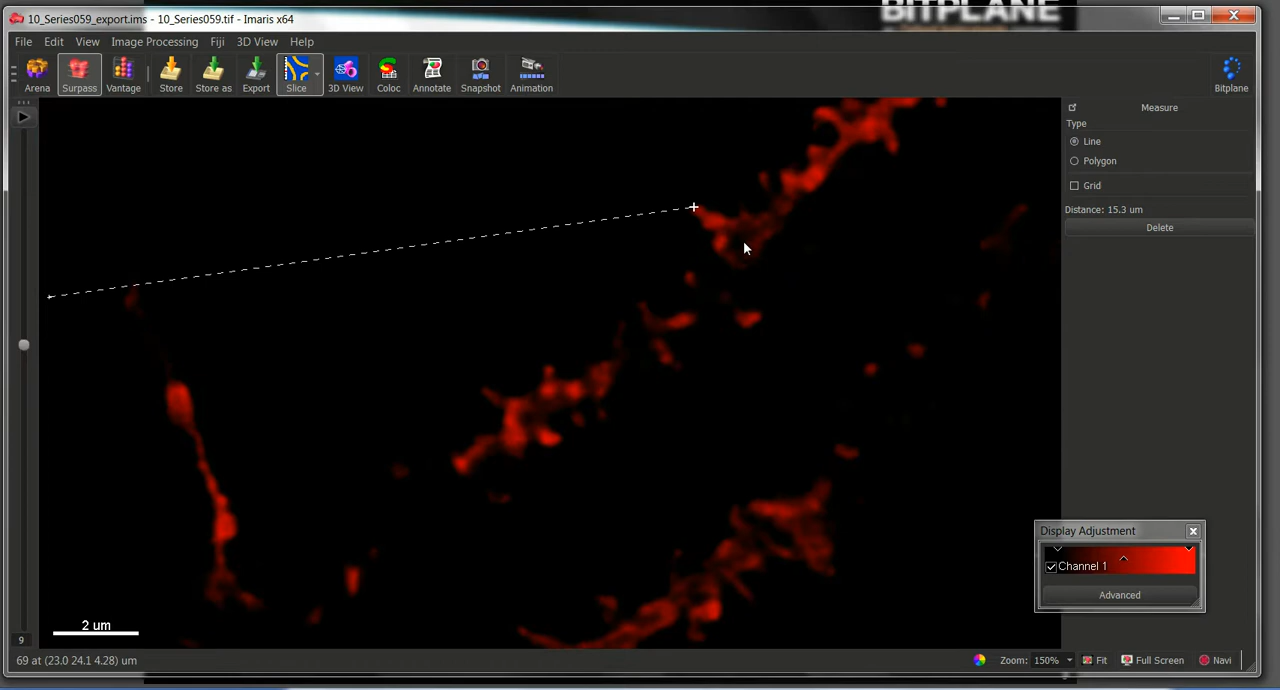 BITPLANE
10_Series059_export.ims - 10_Series059.tif - Imaris x64
File Edit View Image Processing Fiji 3D View Help
Arena Surpass Vantage Store Store as Export Slice 3D View Coloc Annotate Snapshot Animation Bitplane
Measure
Type
Line
Polygon
Grid
Distance: 15.3 um
Delete
Display Adjustment
Channel 1
Advanced
2 um
9
69 at (23.0 24.1 4.28) um
Zoom: 150% Fit Full Screen Navi